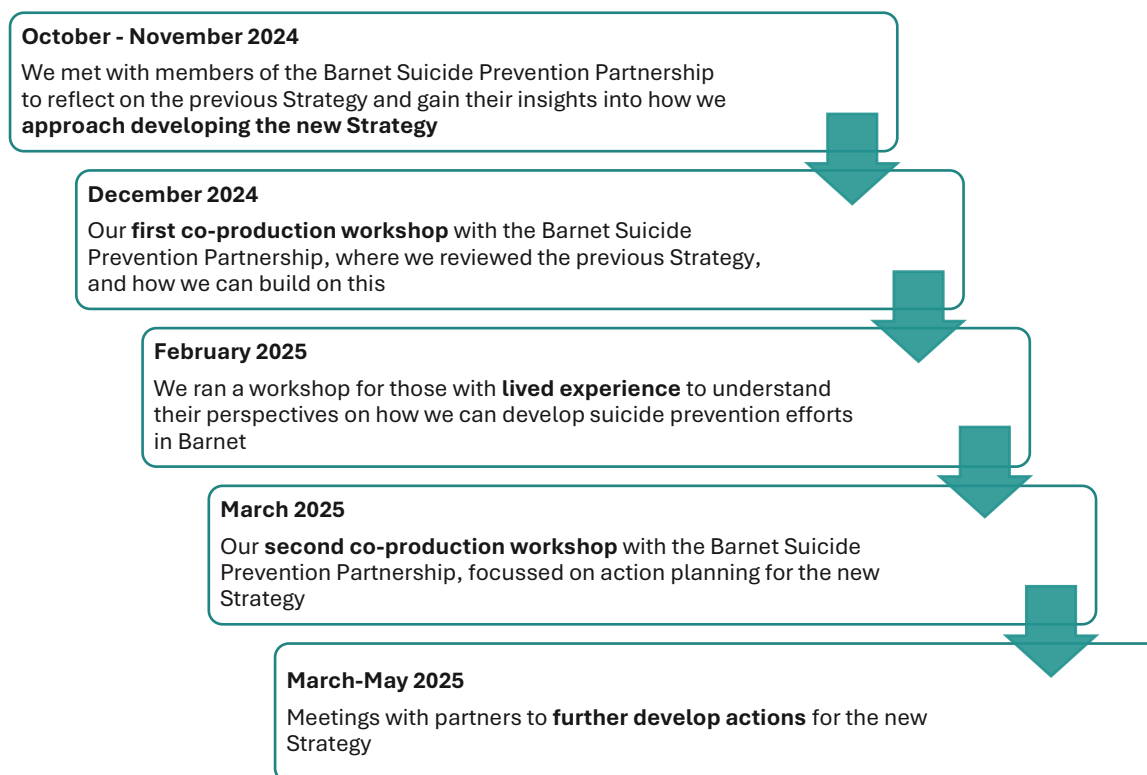 October - November 2024
We met with members of the Barnet Suicide Prevention Partnership
to reflect on the previous Strategy and gain their insights into how we
approach developing the new Strategy
December 2024
Our first co-production workshop with the Barnet Suicide
Prevention Partnership, where we reviewed the previous Strategy,
and how we can build on this
February 2025
We ran a workshop for those with lived experience to understand
their perspectives on how we can develop suicide prevention efforts
in Barnet
March 2025
Our second co-production workshop with the Barnet Suicide
Prevention Partnership, focussed on action planning for the new
Strategy
March-May 2025
Meetings with partners to further develop actions for the new
Strategy